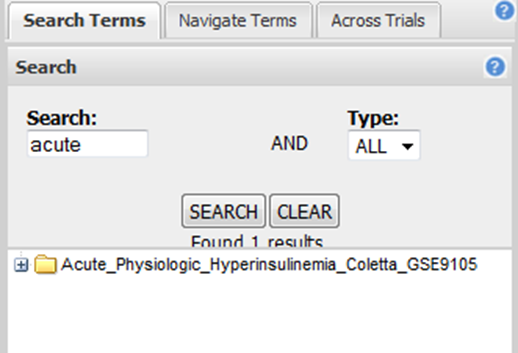 Search Terms Navigate Terms Across Trials ?
Search ?
Search: Type:
acute AND ALL
SEARCH CLEAR
Found 1 results
Acute_Physiologic_Hyperinsulinemia_Coletta_GSE9105